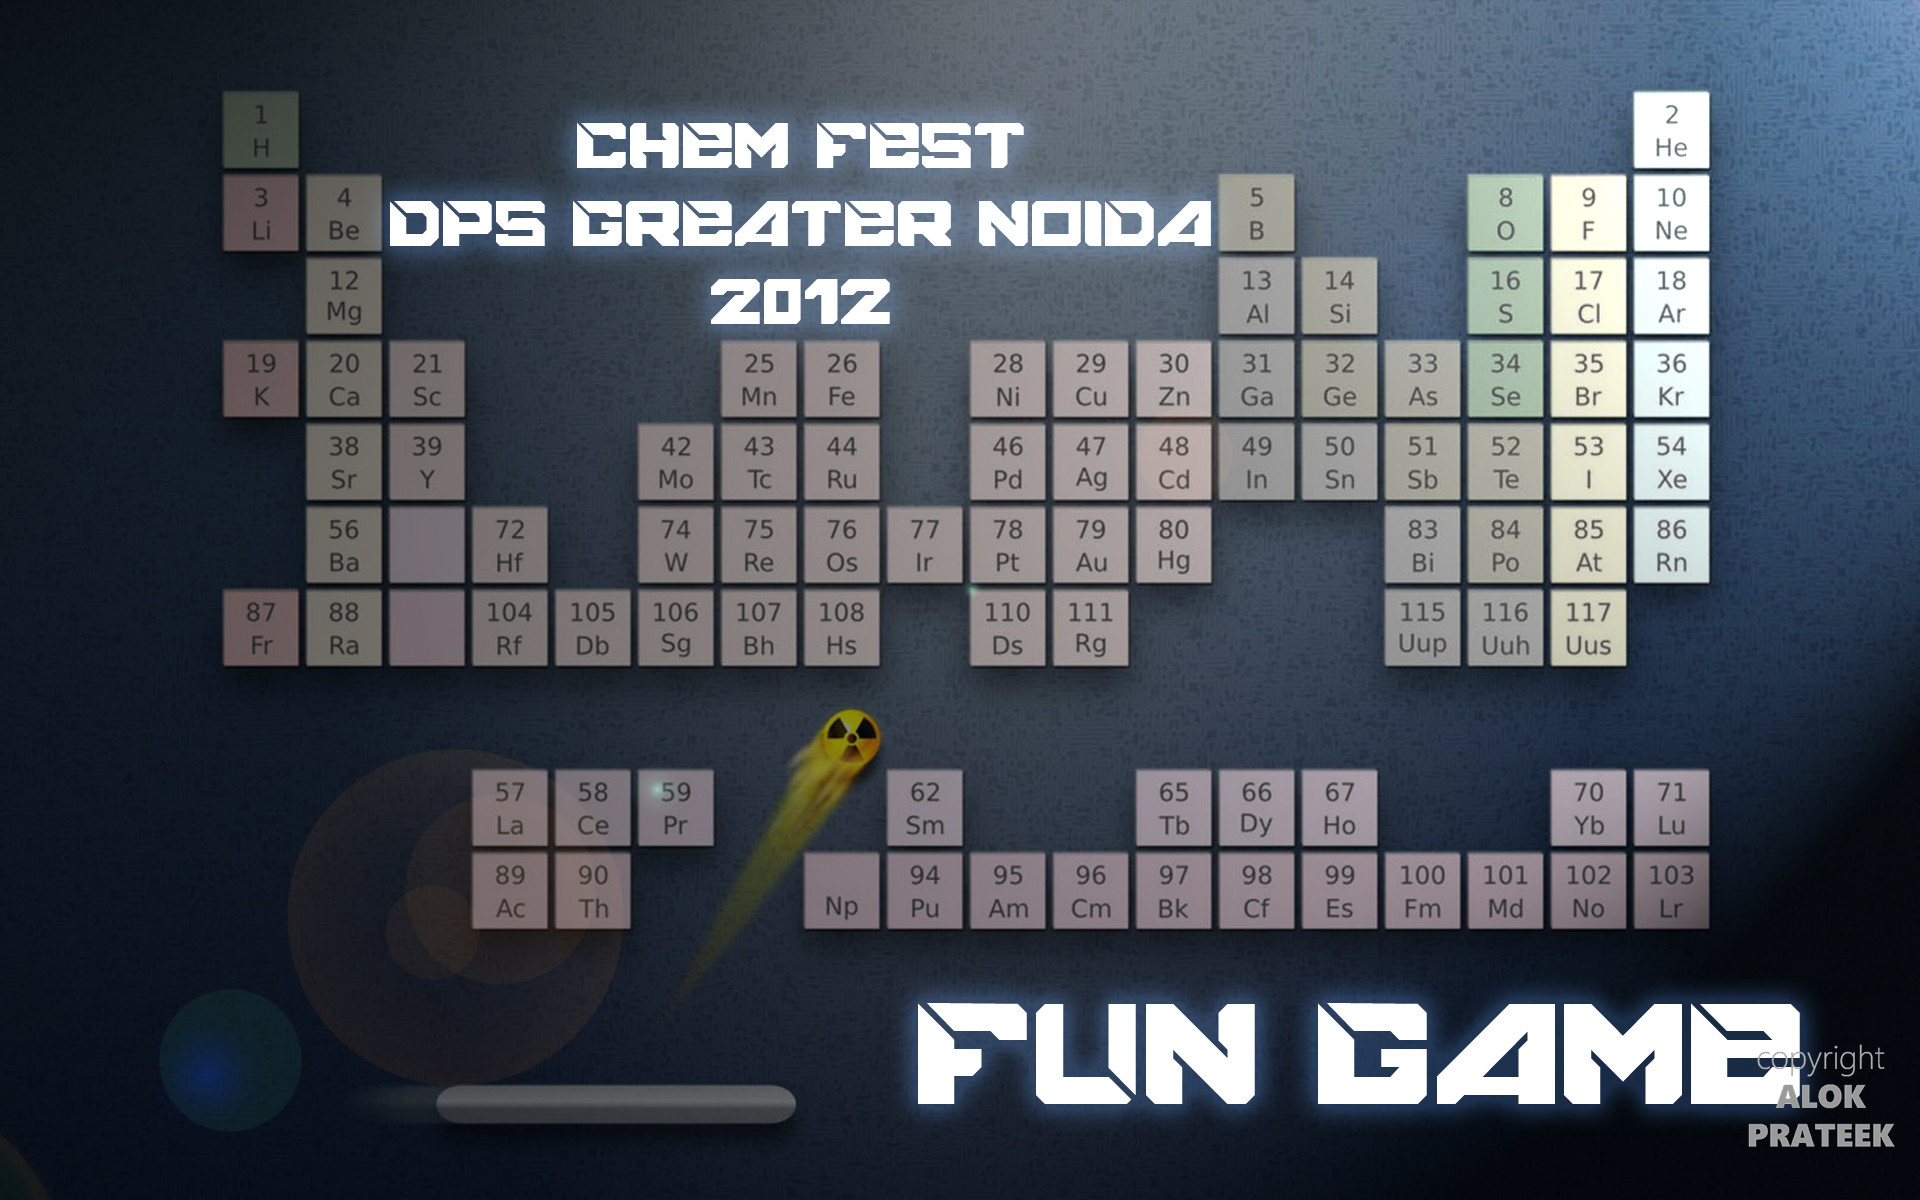 1 2
H He
CHEM FEST
3 4 5 8 9 10
Li Be B O F Ne
DPS GREATER NOIDA
12 13 14 16 17 18
Mg Al Si S Cl Ar
2012
19 20 21 25 26 28 29 30 31 32 33 34 35 36
K Ca Sc Mn Fe Ni Cu Zn Ga Ge As Se Br Kr
38 39 42 43 44 46 47 48 49 50 51 52 53 54
Sr Y Mo Tc Ru Pd Ag Cd In Sn Sb Te I Xe
56 72 74 75 76 77 78 79 80 83 84 85 86
Ba Hf W Re Os Ir Pt Au Hg Bi Po At Rn
87 88 104 105 106 107 108 110 111 115 116 117
Fr Ra Rf Db Sg Bh Hs Ds Rg Uup Uuh Uus
57 58 59 62 65 66 67 70 71
La Ce Pr Sm Tb Dy Ho Yb Lu
89 90 94 95 96 97 98 99 100 101 102 103
Ac Th Np Pu Am Cm Bk Cf Es Fm Md No Lr
FUN GAME
copyright
ALOK
PRATEEK